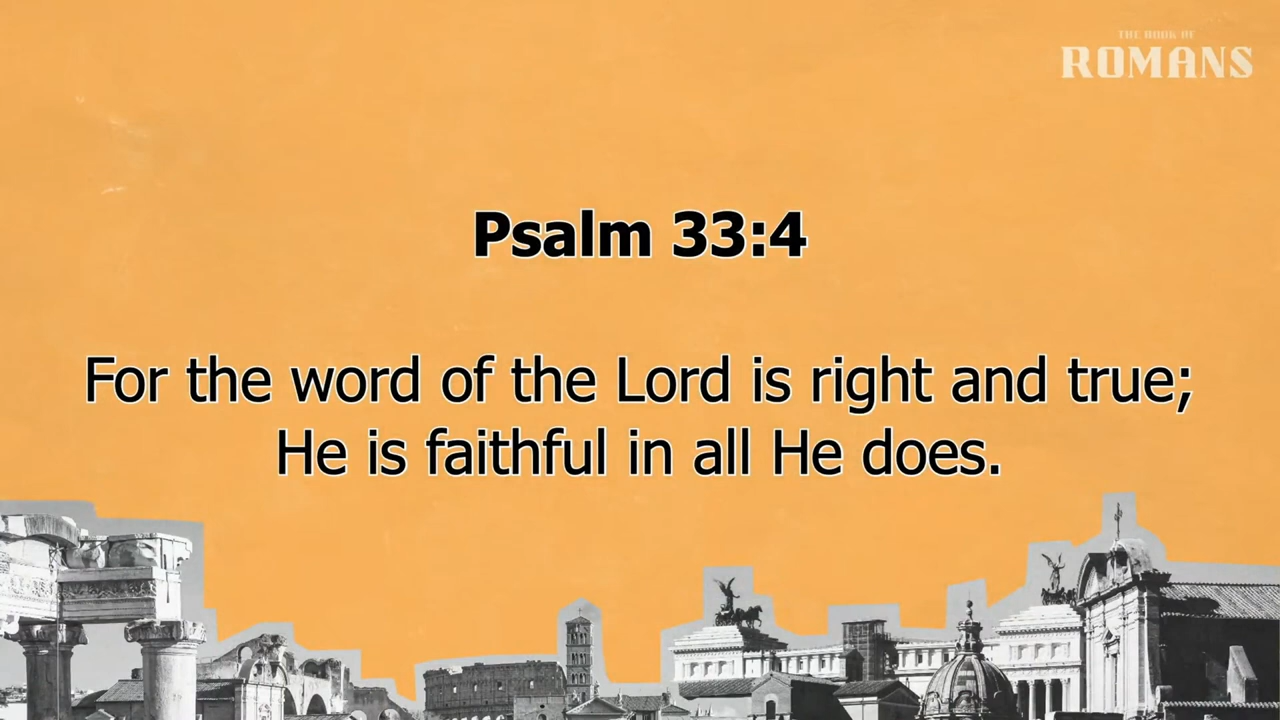 THE BOOK OF
ROMANS
Psalm 33:4
For the word of the Lord is right and true;
He is faithful in all He does.